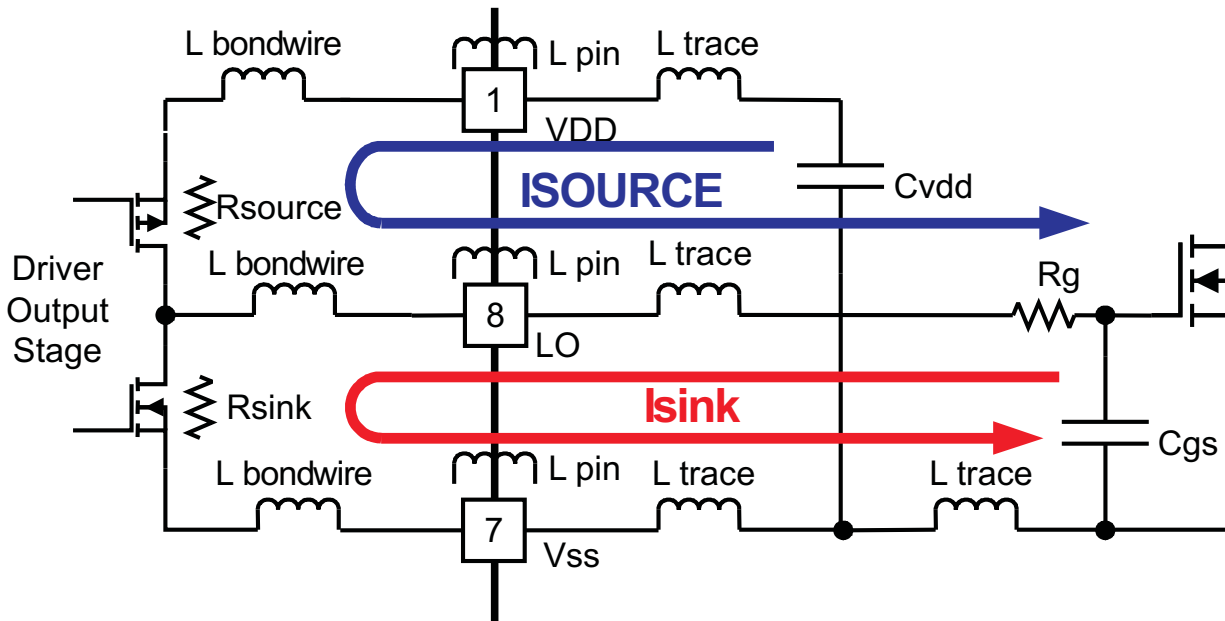 L bondwire
L pin
L trace
1
VDD
ISOURCE
Cvdd
Rsource
L bondwire
L pin
L trace
Rg
Driver
Output
Stage
8
LO
Rsink
Isink
Cgs
L bondwire
L pin
L trace
L trace
7
Vss